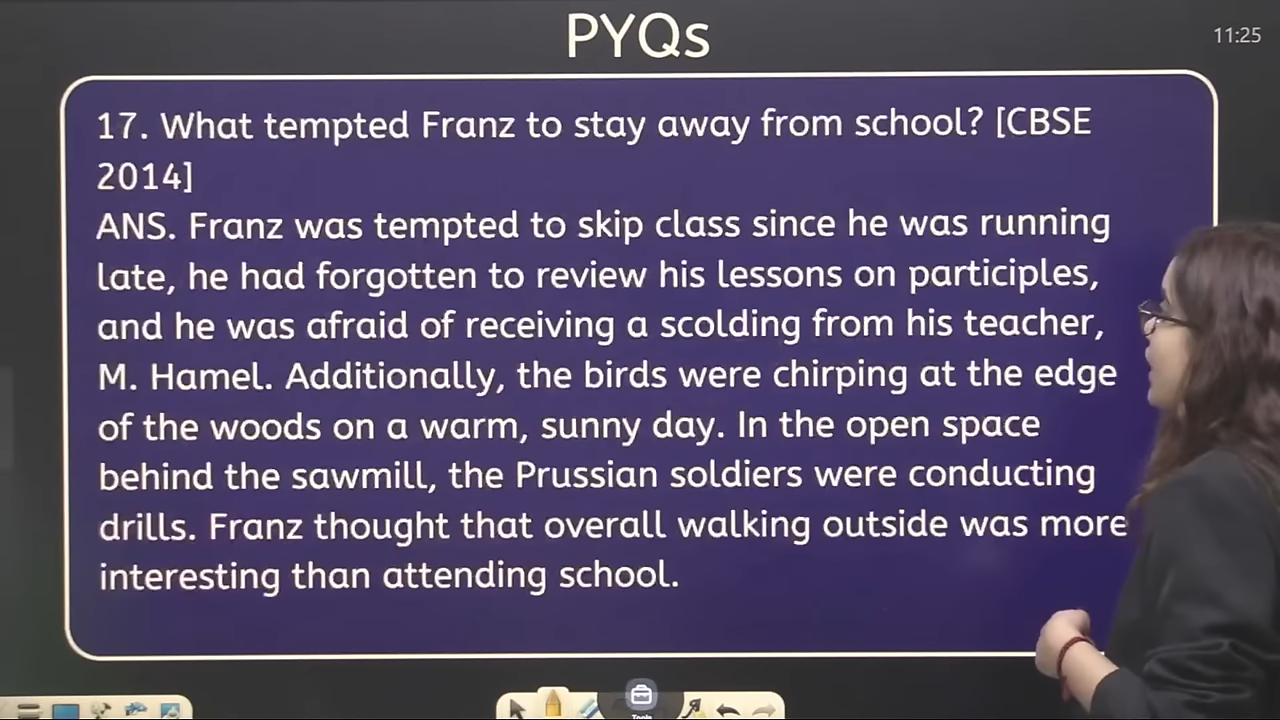 PYQs
11:25
17. What tempted Franz to stay away from school? [CBSE
2014]
ANS. Franz was tempted to skip class since he was running
late, he had forgotten to review his lessons on participles,
and he was afraid of receiving a scolding from his teacher,
M. Hamel. Additionally, the birds were chirping at the edge
of the woods on a warm, sunny day. In the open space
behind the sawmill, the Prussian soldiers were conducting
drills. Franz thought that overall walking outside was more
interesting than attending school.
Tools